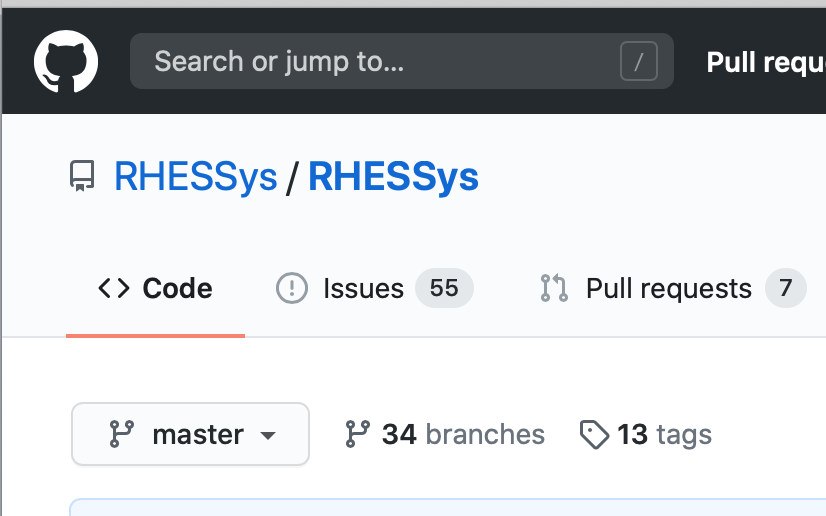 Search or jump to... / Pull requ
RHESSys / RHESSys
Code Issues 55 Pull requests 7
master 34 branches 13 tags